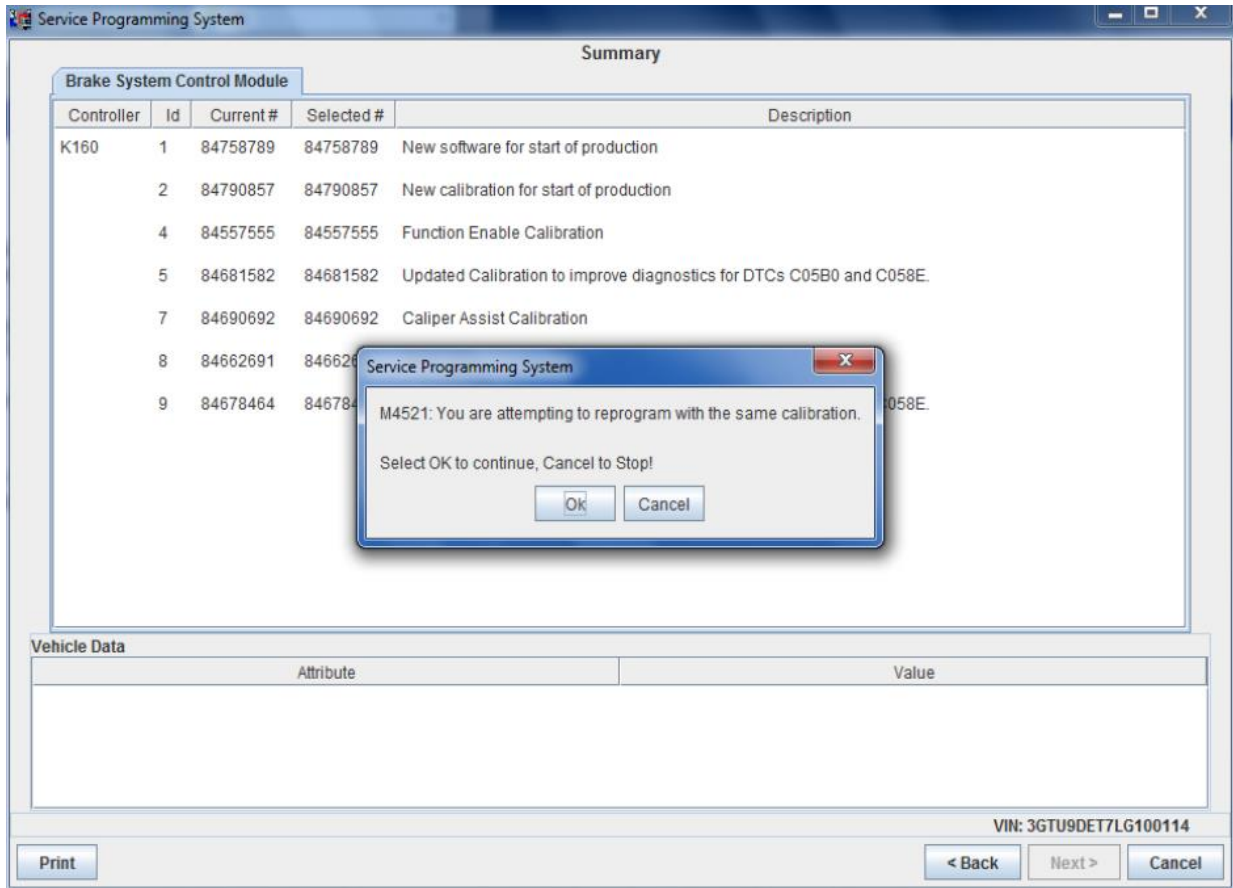 Service Programming System
Summary
Brake System Control Module
Controller Id Current # Selected # Description
K160 1 84758789 84758789 New software for start of production
2 84790857 84790857 New calibration for start of production
4 84557555 84557555 Function Enable Calibration
5 84681582 84681582 Updated Calibration to improve diagnostics for DTCs C05B0 and C058E.
7 84690692 84690692 Caliper Assist Calibration
8 84662691
9 84678464 058E.
Service Programming System
M4521: You are attempting to reprogram with the same calibration.
Select OK to continue, Cancel to Stop!
Ok Cancel
Vehicle Data
Attribute Value
VIN: 3GTU9DET7LG100114
Print < Back Next > Cancel